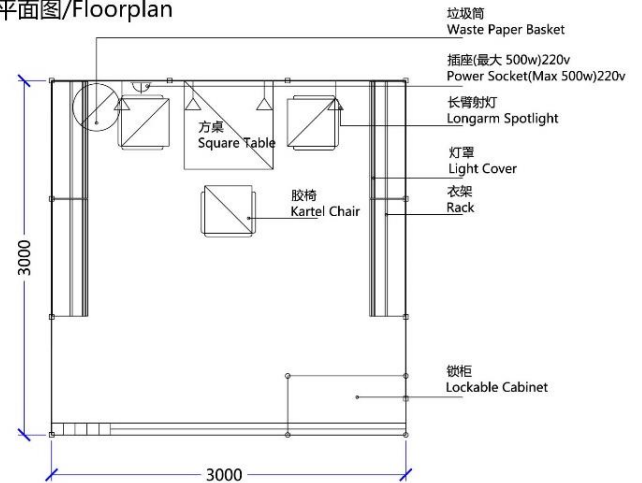 平面图/Floorplan
垃圾筒
Waste Paper Basket
插座(最大 500w)220v
Power Socket(Max 500w)220v
长臂射灯
Longarm Spotlight
方桌
Square Table
灯罩
Light Cover
衣架
Rack
胶椅
Kartel Chair
3000
锁柜
Lockable Cabinet
3000